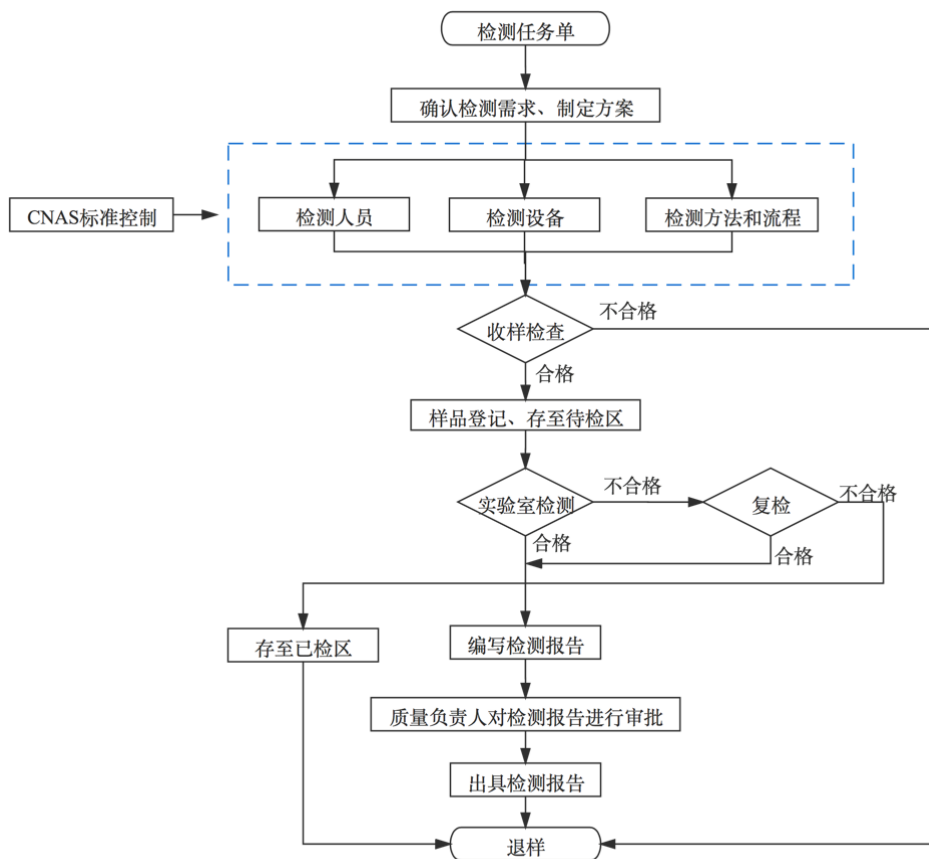 检测任务单
确认检测需求、制定方案
CNAS标准控制
检测人员
检测设备
检测方法和流程
收样检查
不合格
合格
样品登记、存至待检区
实验室检测
不合格
复检
不合格
合格
合格
存至已检区
编写检测报告
质量负责人对检测报告进行审批
出具检测报告
退样